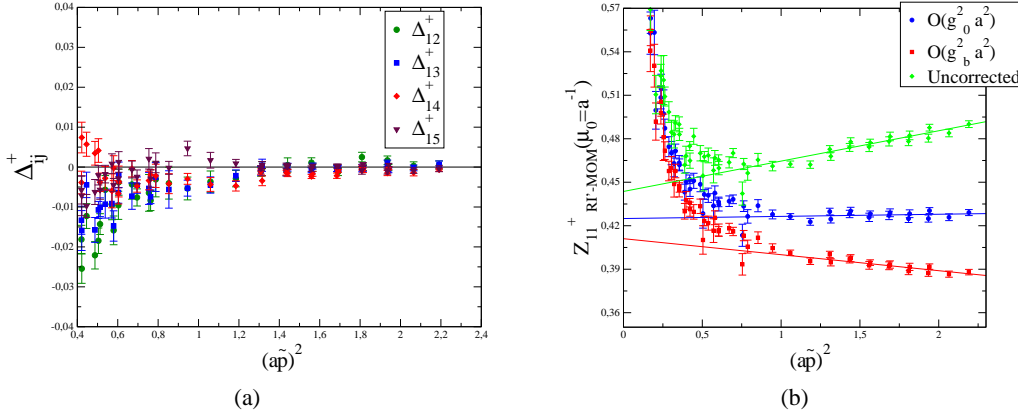 (a)
0,04
0,03
0,02
0,01
0
-0,01
-0,02
-0,03
-0,04
Δ⁺ij
Δ⁺12
Δ⁺13
Δ⁺14
Δ⁺15
0,4 0,6 0,8 1 1,2 1,4 1,6 1,8 2 2,2 2,4
(ap̃)²
(a)
(b)
0,57
0,54
0,51
0,48
0,45
0,42
0,39
0,36
Z₁₁⁺ RI'-MOM(μ₀=a⁻¹)
O(g²₀ a²)
O(g²b a²)
Uncorrected
0 0,5 1 1,5 2
(ap̃)²
(b)